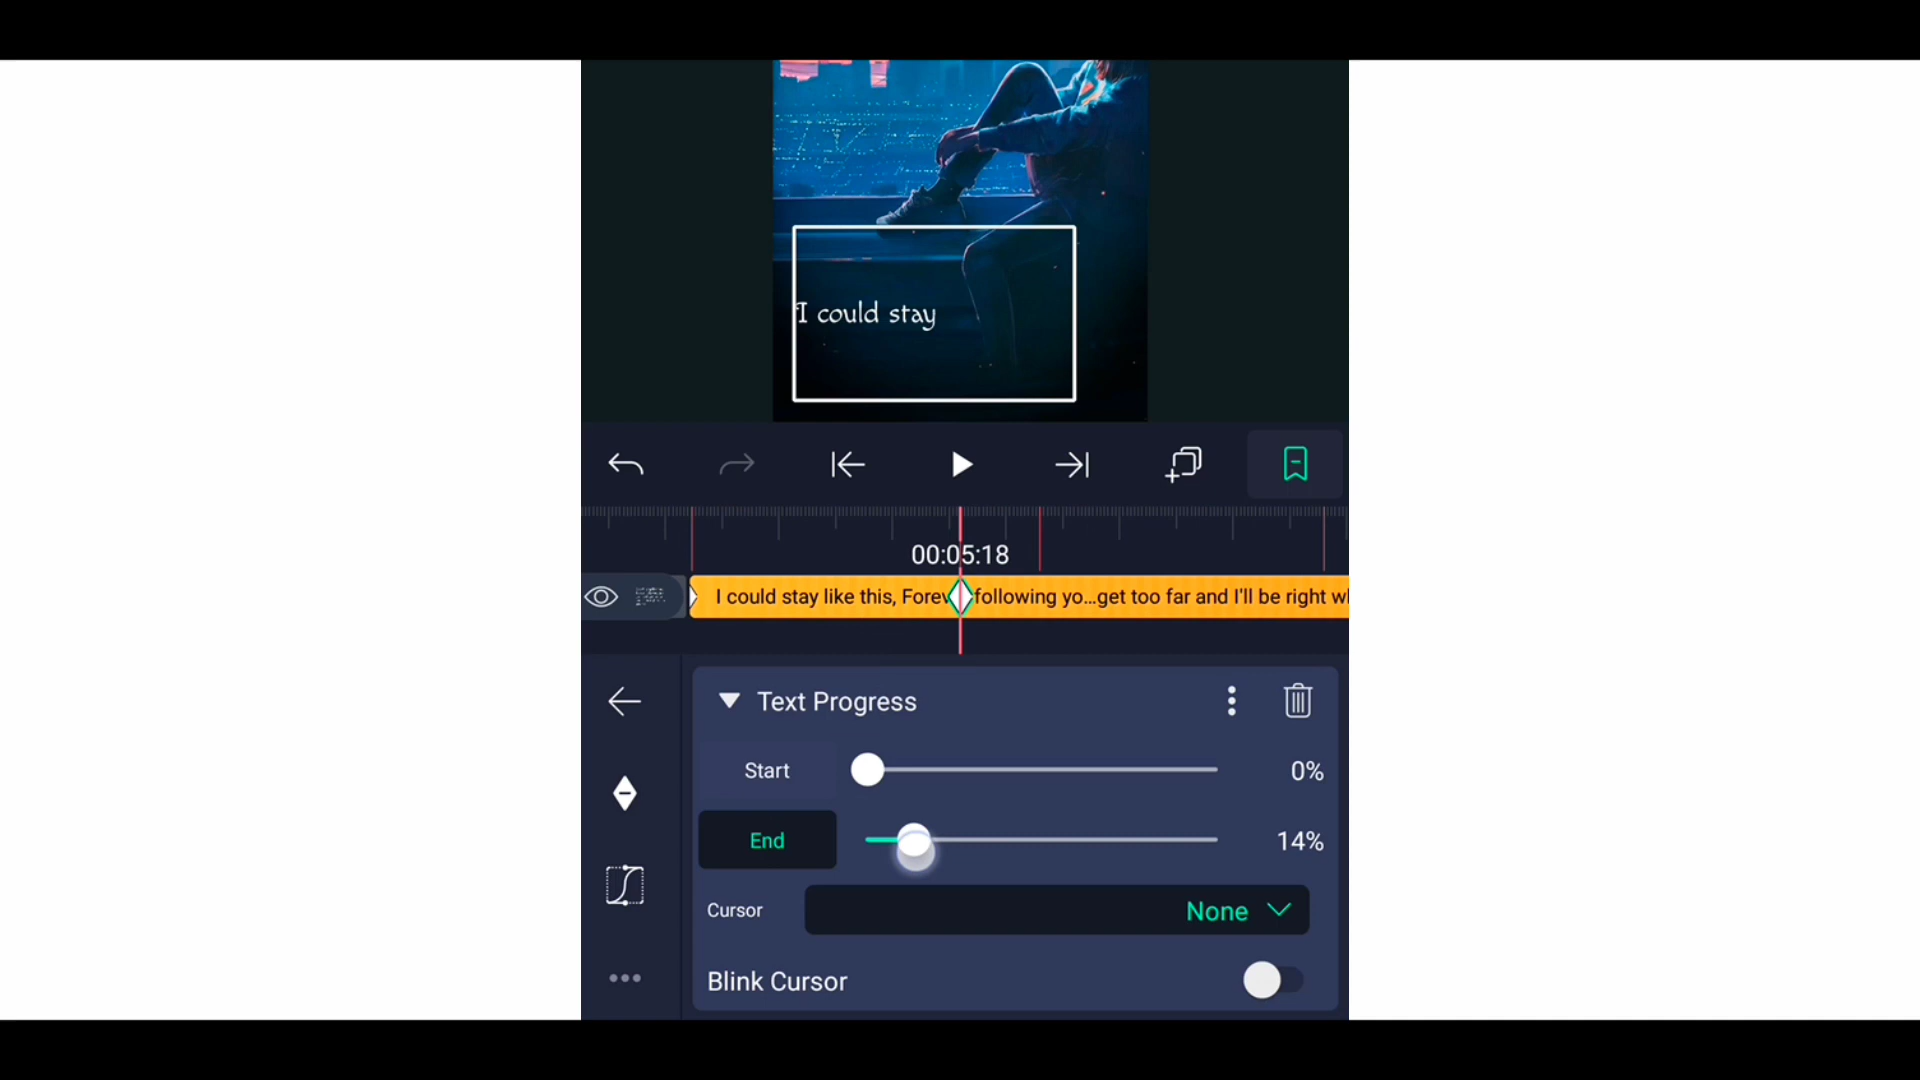 I could stay
00:05:18
I could stay like this, Forev following yo...get too far and I'll be right wl
Text Progress
Start 0%
End 14%
Cursor None
Blink Cursor